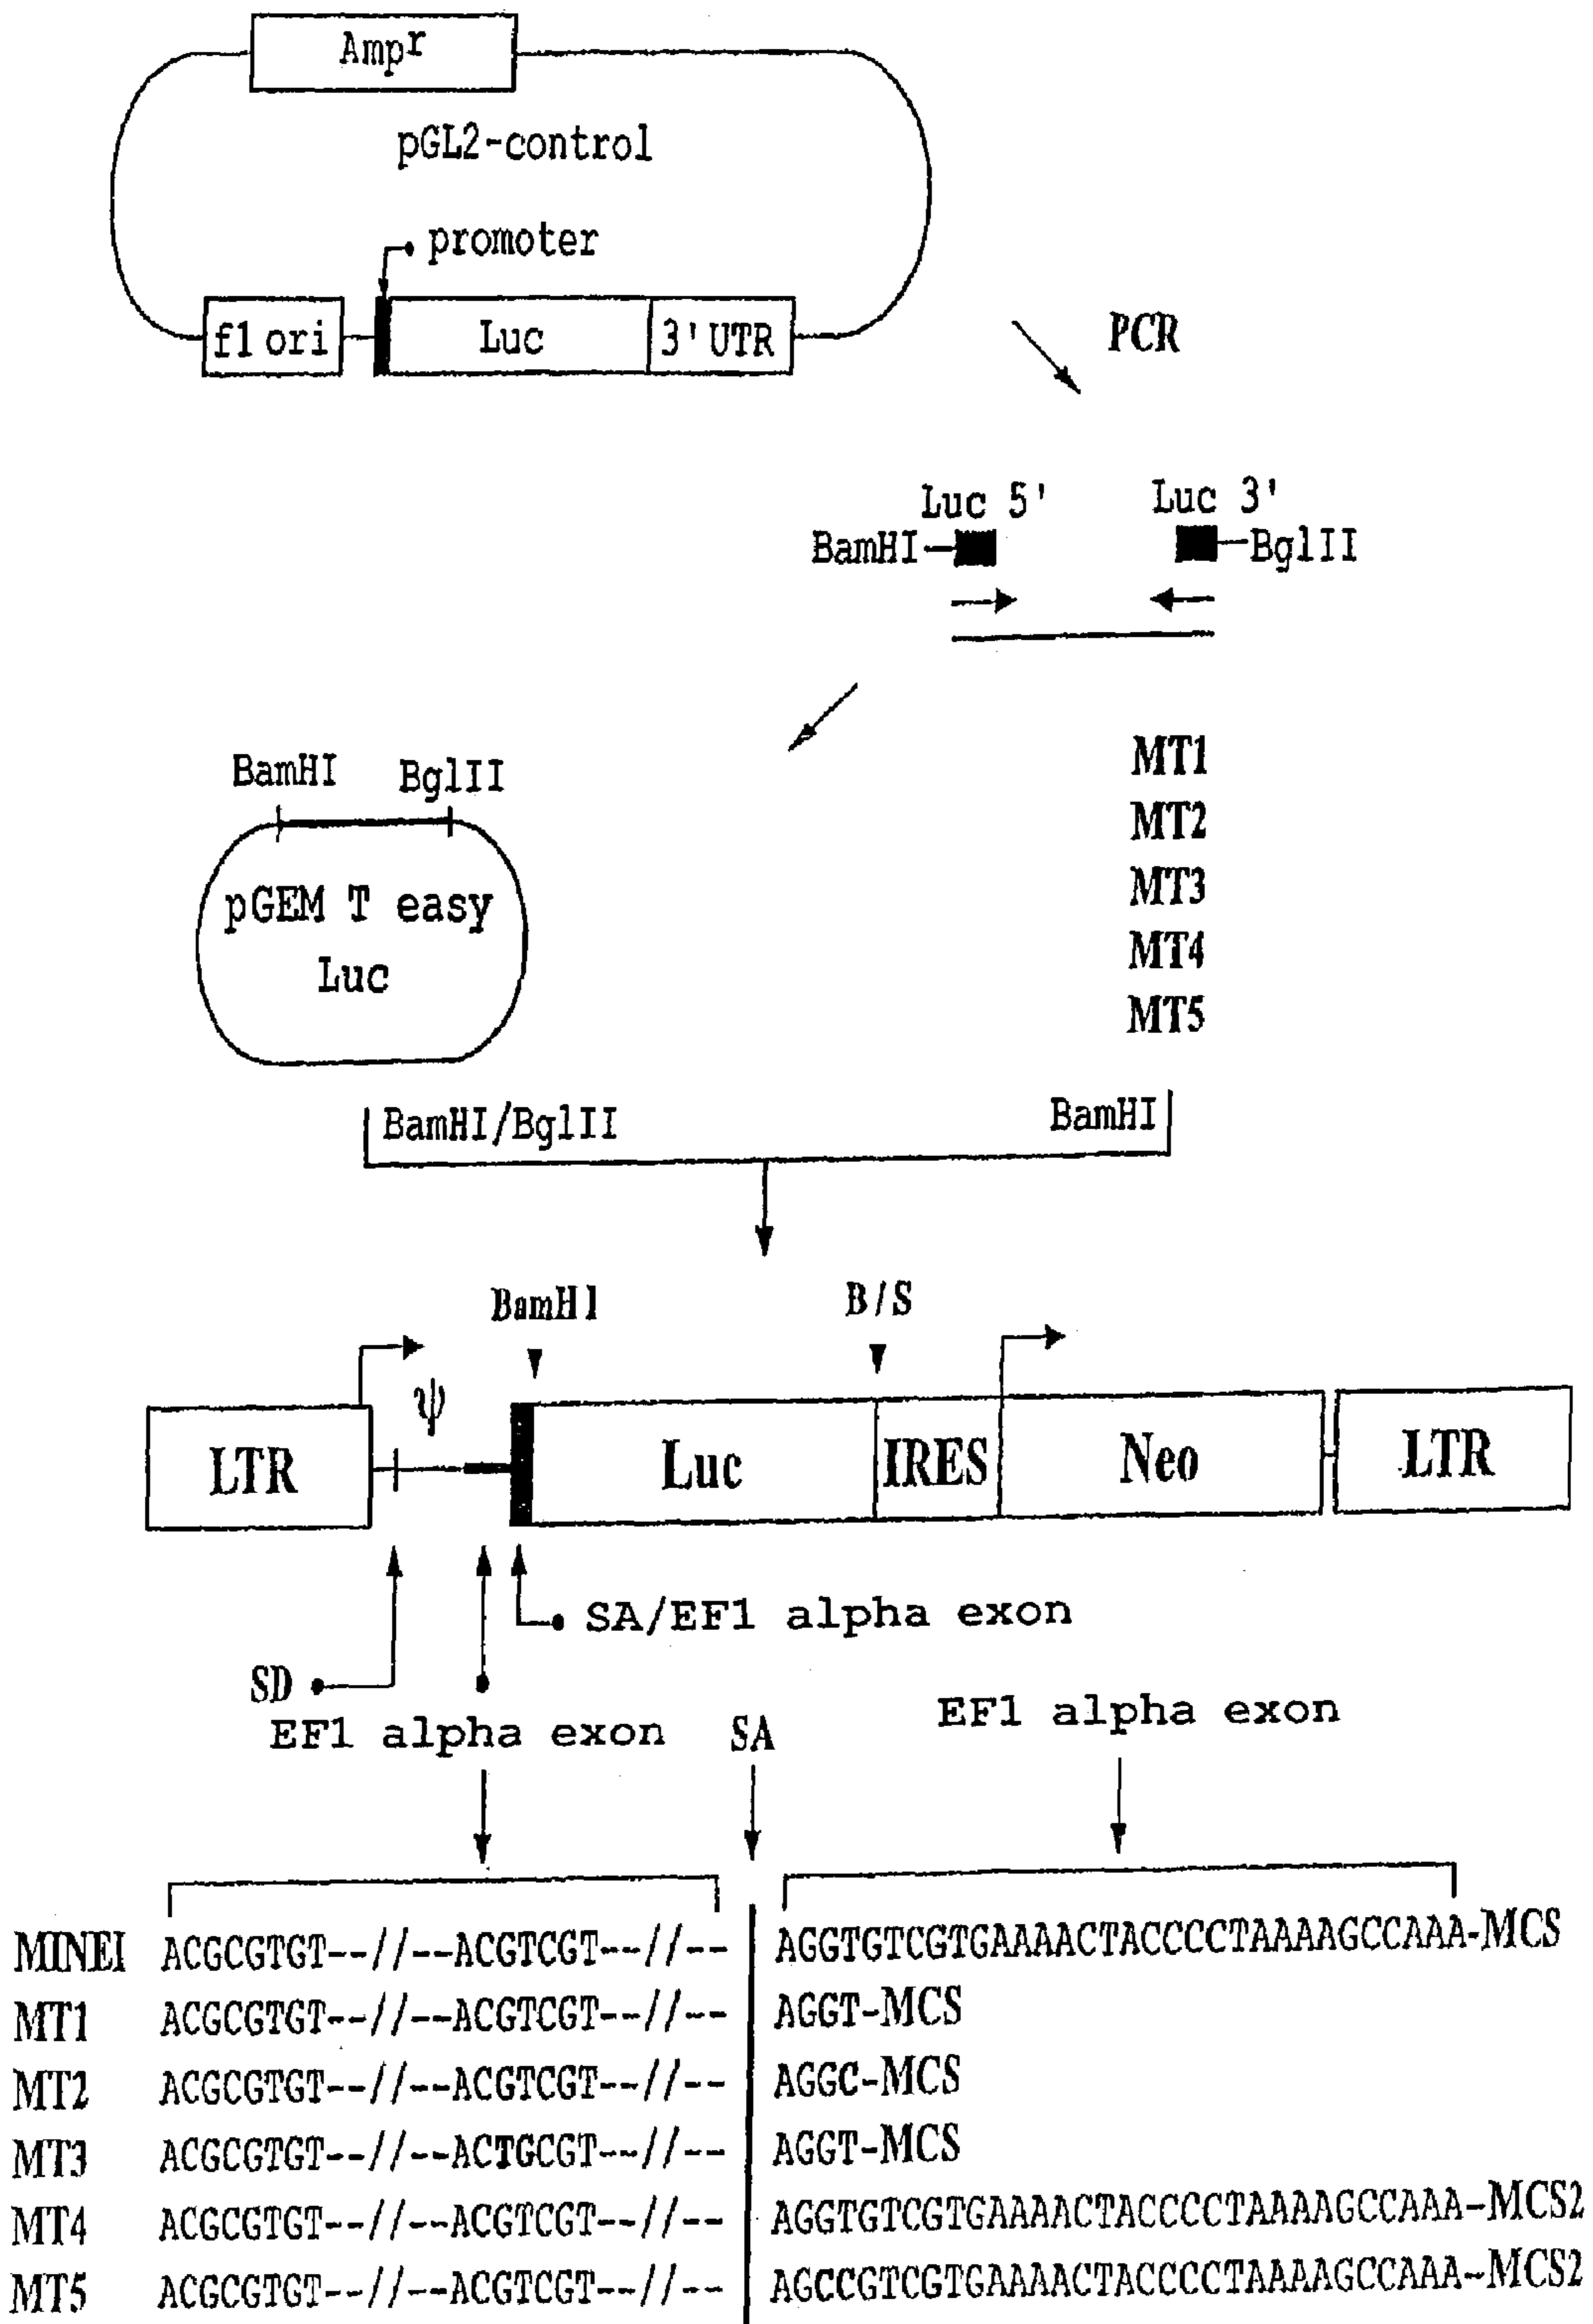 Ampr
pGL2-control
promoter
f1 ori
Luc
3'UTR
PCR
Luc 5'
Luc 3'
BamHI
BglII
BamHI
BglII
pGEM T easy
Luc
MT1
MT2
MT3
MT4
MT5
BamHI/BglII
BamHI
BamH1
B/S
ψ
LTR
Luc
IRES
Neo
LTR
SA/EF1 alpha exon
SD
EF1 alpha exon
SA
EF1 alpha exon
MINEI ACGCGTGT--//--ACGTCGT--//-- AGGTGTCGTGAAAACTACCCCTAAAAGCCAAA-MCS
MT1 ACGCGTGT--//--ACGTCGT--//-- AGGT-MCS
MT2 ACGCGTGT--//--ACGTCGT--//-- AGGC-MCS
MT3 ACGCGTGT--//--ACTGCGT--//-- AGGT-MCS
MT4 ACGCGTGT--//--ACGTCGT--//-- AGGTGTCGTGAAAACTACCCCTAAAAGCCAAA-MCS2
MT5 ACGCGTGT--//--ACGTCGT--//-- AGCCGTCGTGAAAACTACCCCTAAAAGCCAAA-MCS2